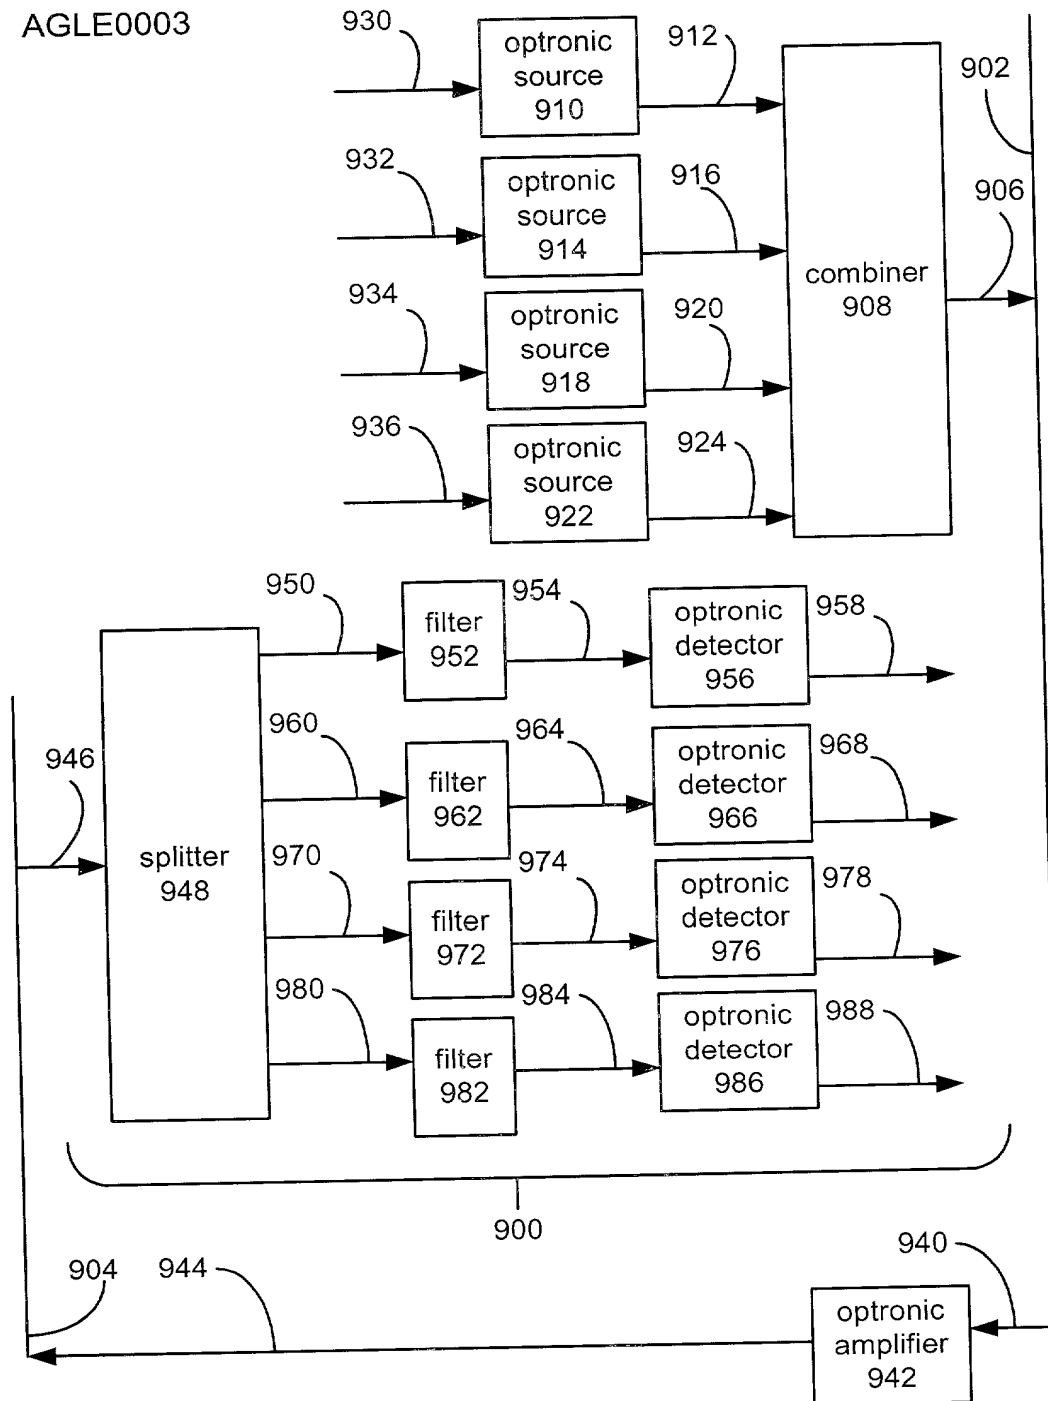 AGLE0003
930
optronic
source
910
912
902
932
optronic
source
914
916
906
combiner
908
934
optronic
source
918
920
936
optronic
source
922
924
950
filter
952
954
optronic
detector
956
958
946
splitter
948
960
filter
962
964
optronic
detector
966
968
970
filter
972
974
optronic
detector
976
978
980
filter
982
984
optronic
detector
986
988
900
904
944
940
optronic
amplifier
942